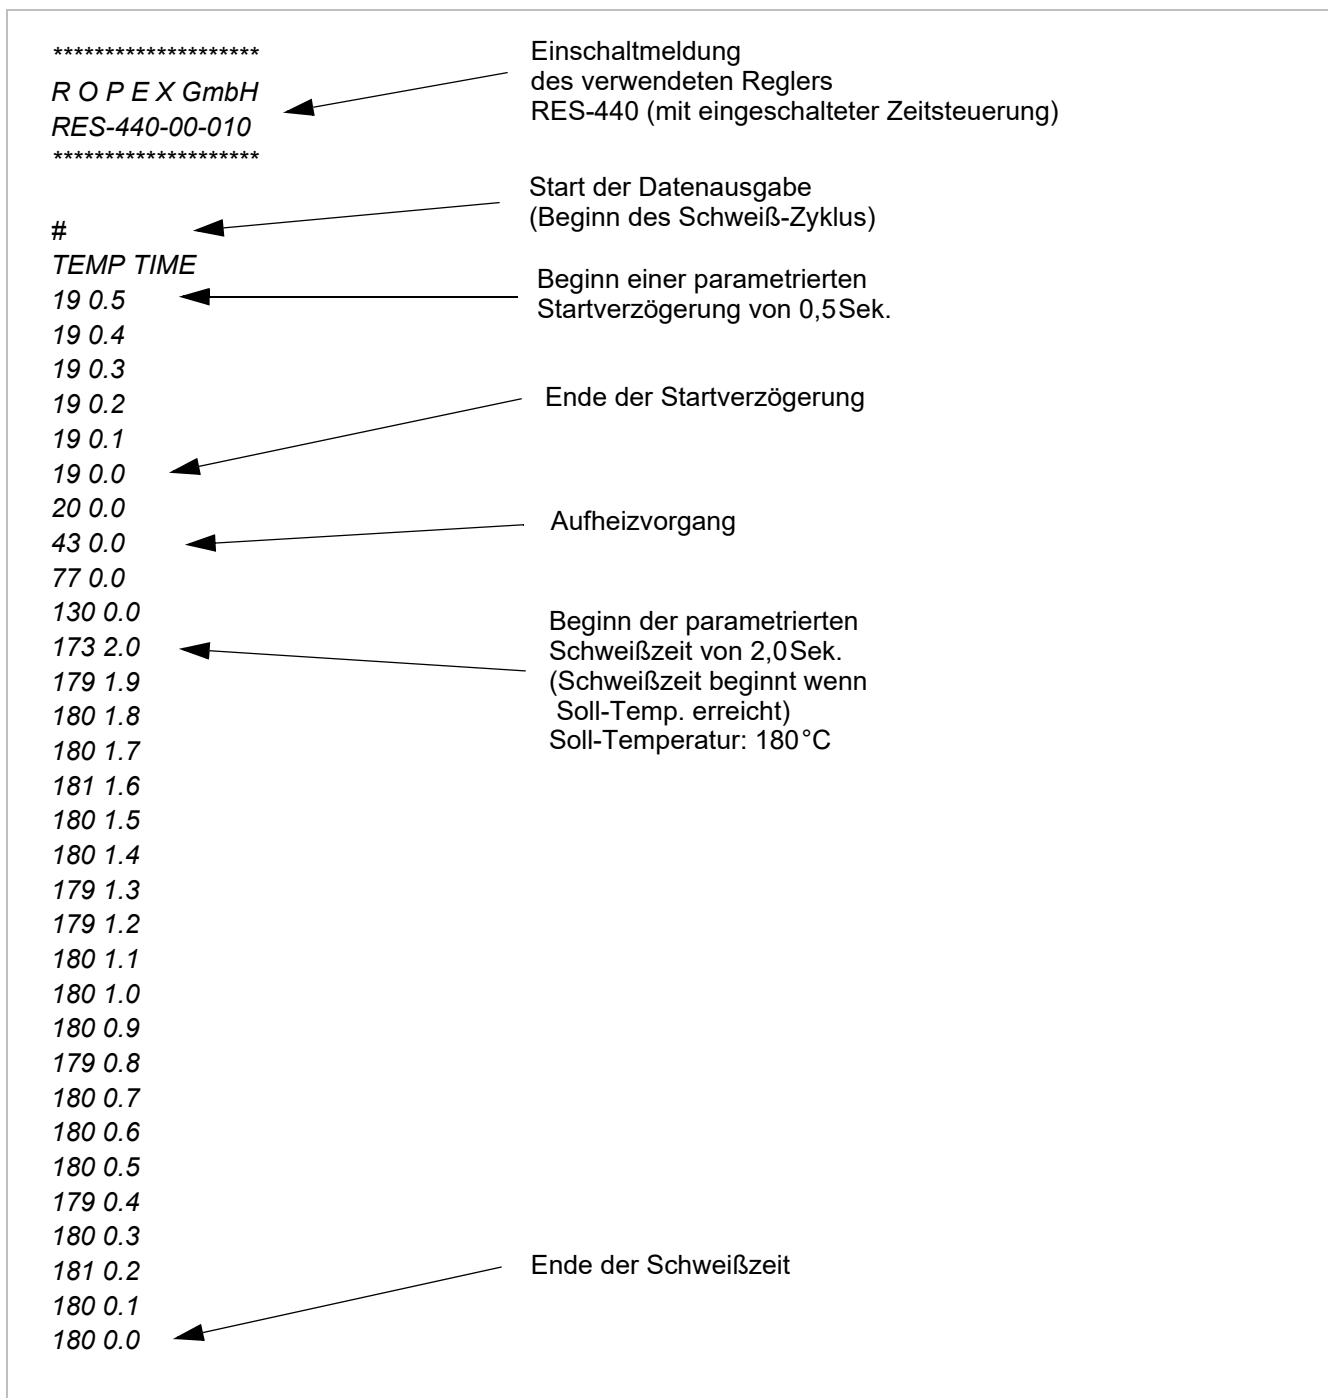 ********************
R O P E X GmbH
RES-440-00-010
********************
Einschaltmeldung
des verwendeten Reglers
RES-440 (mit eingeschalteter Zeitsteuerung)
Start der Datenausgabe
(Beginn des Schweiß-Zyklus)
#
TEMP TIME
Beginn einer parametrierten
Startverzögerung von 0,5Sek.
19 0.5
19 0.4
19 0.3
19 0.2
Ende der Startverzögerung
19 0.1
19 0.0
20 0.0
Aufheizvorgang
43 0.0
77 0.0
130 0.0
Beginn der parametrierten
Schweißzeit von 2,0Sek.
(Schweißzeit beginnt wenn
Soll-Temp. erreicht)
Soll-Temperatur: 180°C
173 2.0
179 1.9
180 1.8
180 1.7
181 1.6
180 1.5
180 1.4
179 1.3
179 1.2
180 1.1
180 1.0
180 0.9
179 0.8
180 0.7
180 0.6
180 0.5
179 0.4
180 0.3
181 0.2
Ende der Schweißzeit
180 0.1
180 0.0